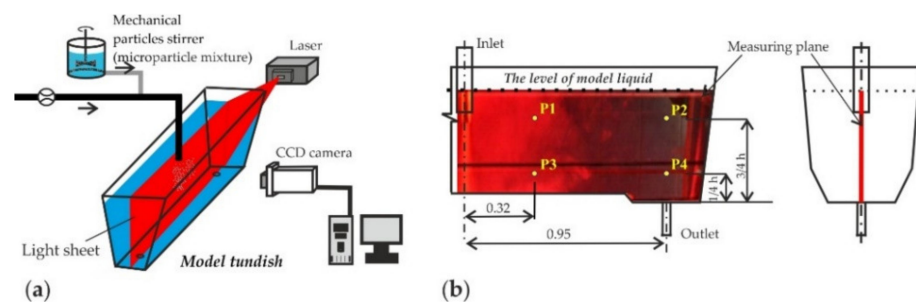 Mechanical
particles stirrer
(microparticle mixture)
Laser
CCD camera
Light sheet
Model tundish
(a)
Inlet
Measuring plane
The level of model liquid
P1
P2
P3
P4
3/4 h
1/4 h
0.32
0.95
Outlet
(b)